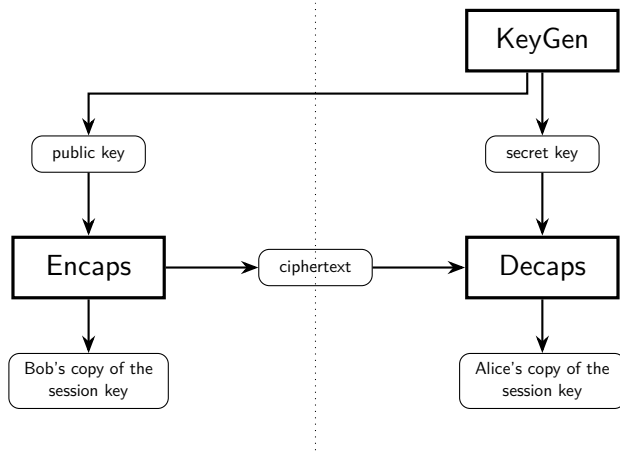 KeyGen
public key
secret key
Encaps
ciphertext
Decaps
Bob's copy of the
session key
Alice's copy of the
session key